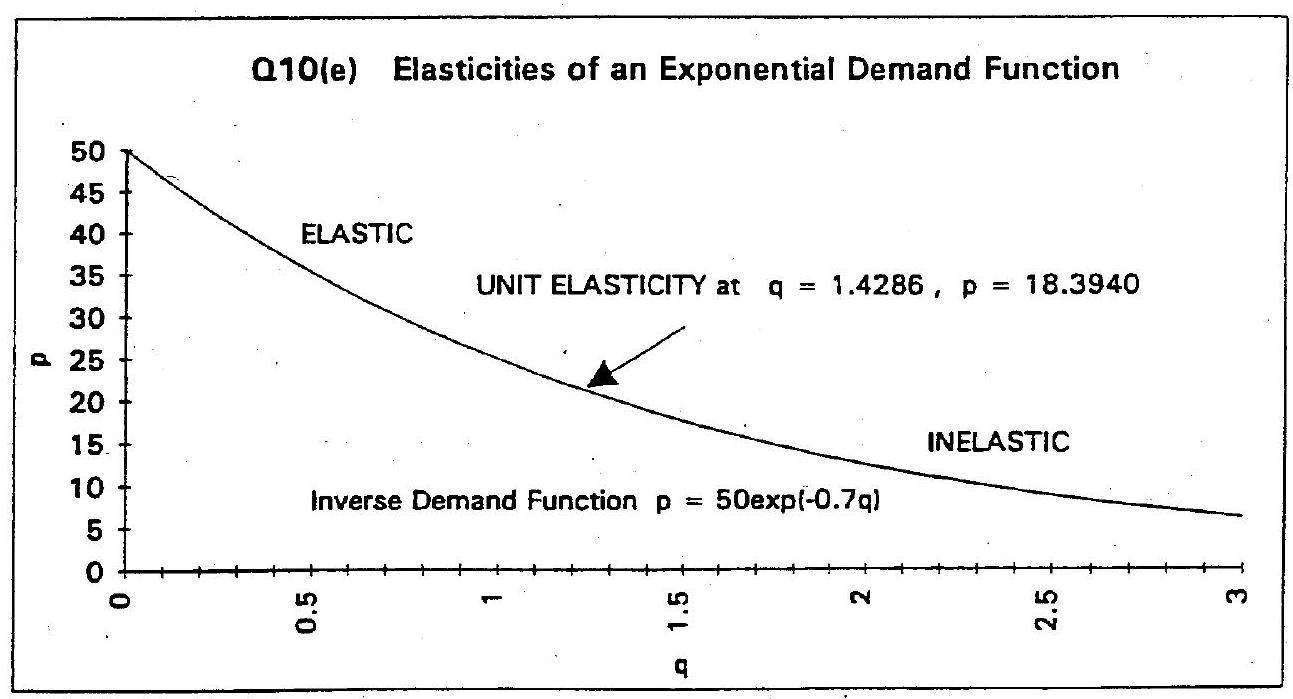 Q10(e) Elasticities of an Exponential Demand Function
50
45
40
35
30
25
20
15
10
5
0
p
ELASTIC
UNIT ELASTICITY at q = 1.4286 , p = 18.3940
INELASTIC
Inverse Demand Function p = 50exp(-0.7q)
0
0.5
1
1.5
2
2.5
3
q